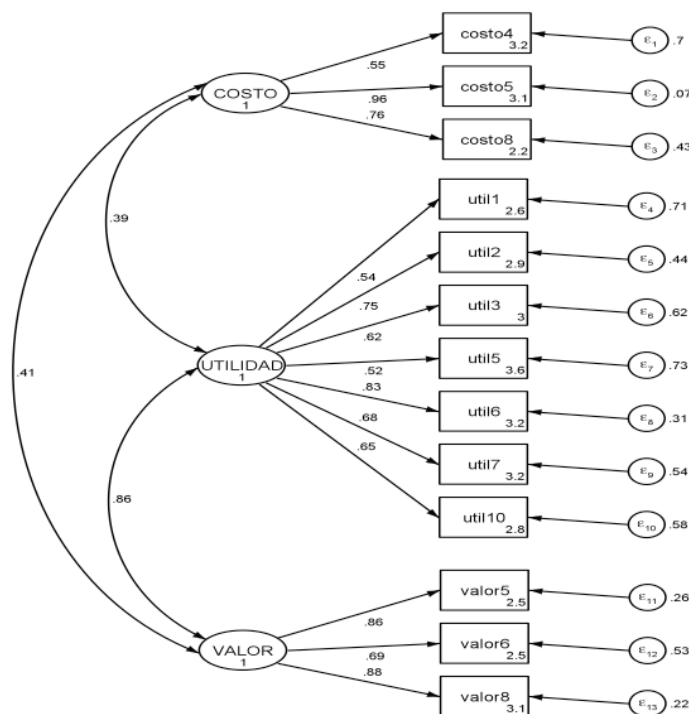 costo4
3.2
ε1 .7
.55
COSTO
1
costo5
3.1
ε2 .07
.96
.76
costo8
2.2
ε3 .43
.39
util1
2.6
ε4 .71
util2
2.9
ε5 .44
.54
.75
util3
3
ε6 .62
.62
.41
UTILIDAD
1
util5
3.6
ε7 .73
.52
.83
util6
3.2
ε8 .31
.68
util7
3.2
ε9 .54
.65
.86
util10
2.8
ε10 .58
valor5
2.5
ε11 .26
.86
VALOR
1
valor6
2.5
ε12 .53
.69
.88
valor8
3.1
ε13 .22